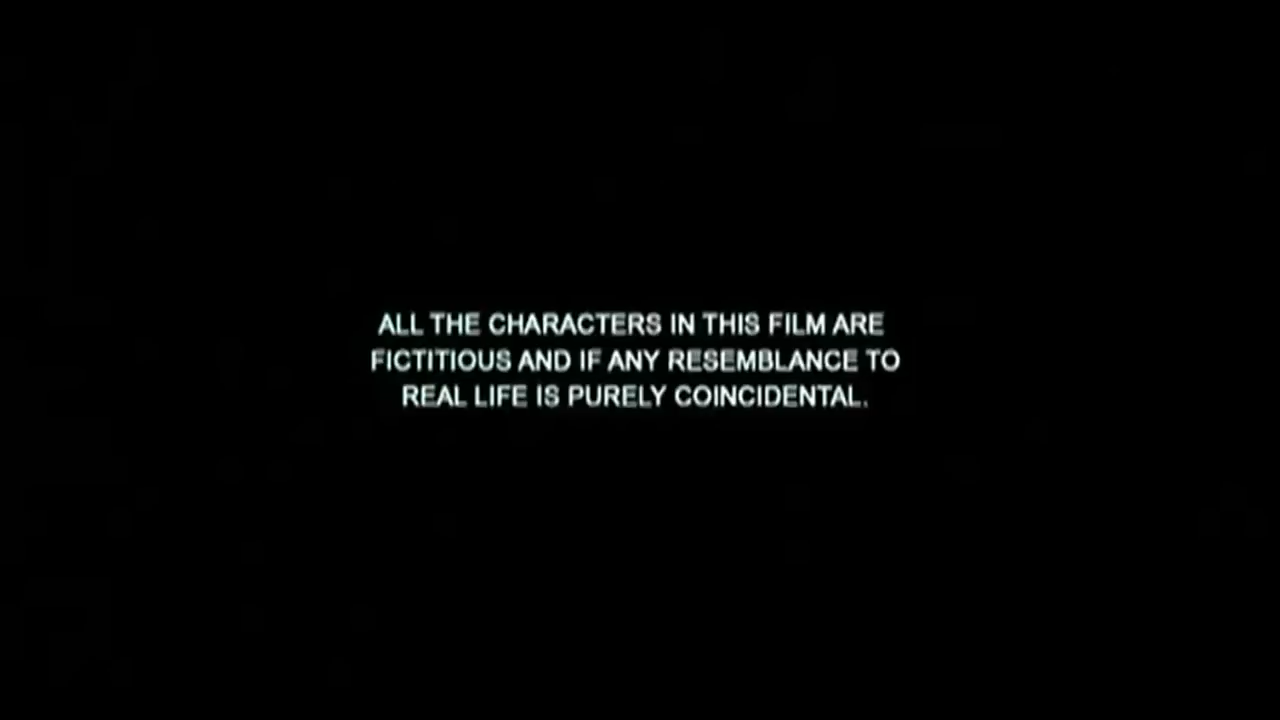 ALL THE CHARACTERS IN THIS FILM ARE
FICTITIOUS AND IF ANY RESEMBLANCE TO
REAL LIFE IS PURELY COINCIDENTAL.